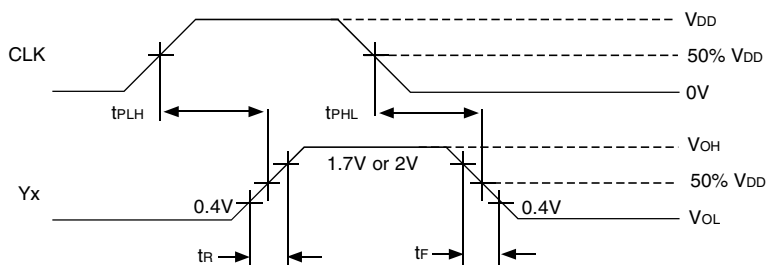 VDD
CLK
50% VDD
0V
tPLH
tPHL
VOH
1.7V or 2V
Yx
50% VDD
0.4V
0.4V
VOL
tR
tF